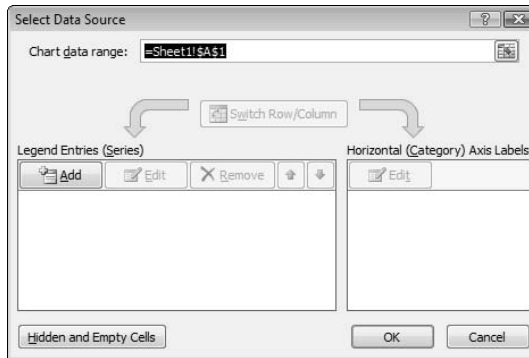 Select Data Source
Chart data range: =Sheet1!$A$1
Switch Row/Column
Legend Entries (Series)
Horizontal (Category) Axis Labels
Add Edit Remove
Edit
Hidden and Empty Cells
OK Cancel